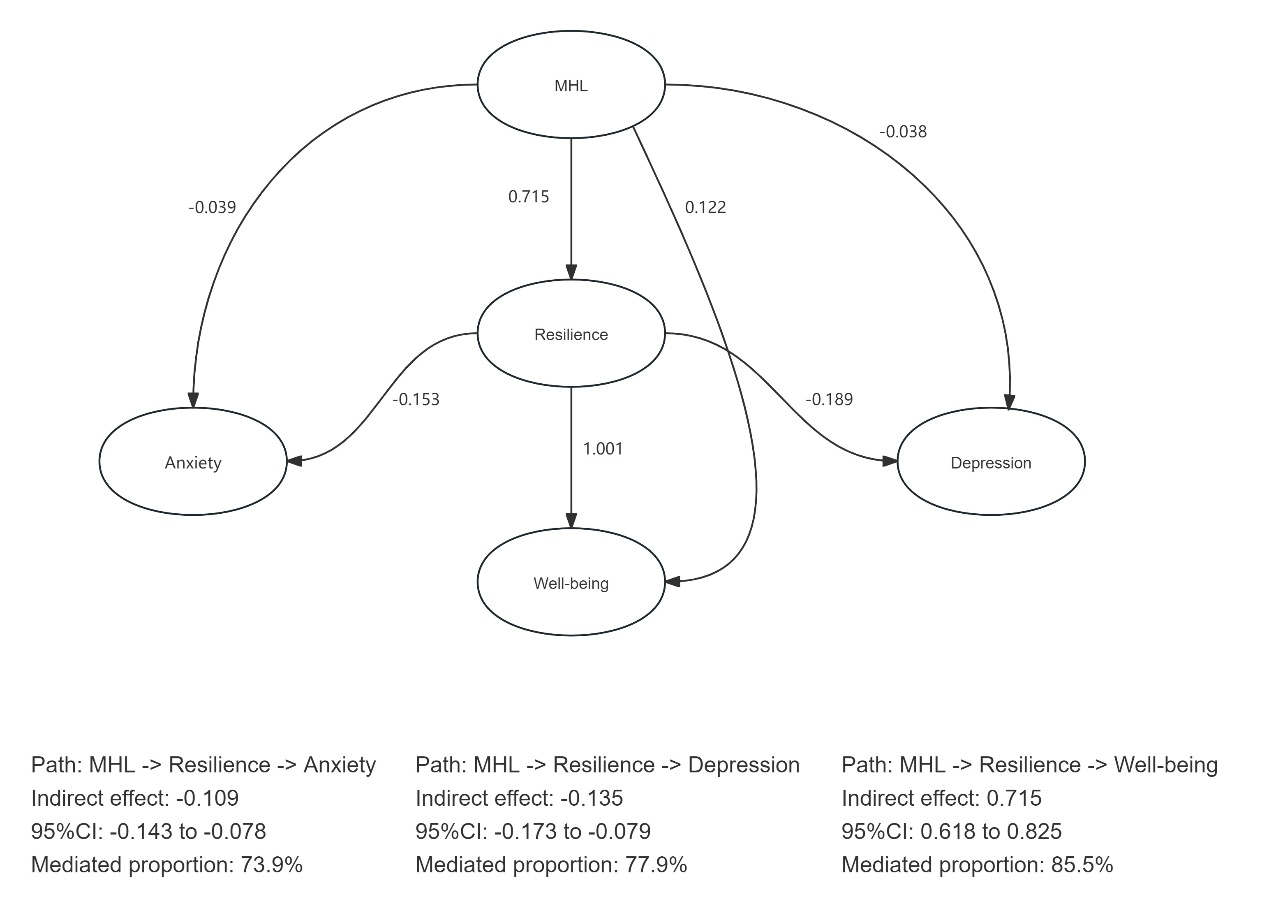 MHL
-0.038
-0.039
0.715
0.122
Resilience
-0.153
-0.189
1.001
Anxiety
Depression
Well-being
Path: MHL -> Resilience -> Anxiety
Indirect effect: -0.109
95%CI: -0.143 to -0.078
Mediated proportion: 73.9%
Path: MHL -> Resilience -> Depression
Indirect effect: -0.135
95%CI: -0.173 to -0.079
Mediated proportion: 77.9%
Path: MHL -> Resilience -> Well-being
Indirect effect: 0.715
95%CI: 0.618 to 0.825
Mediated proportion: 85.5%